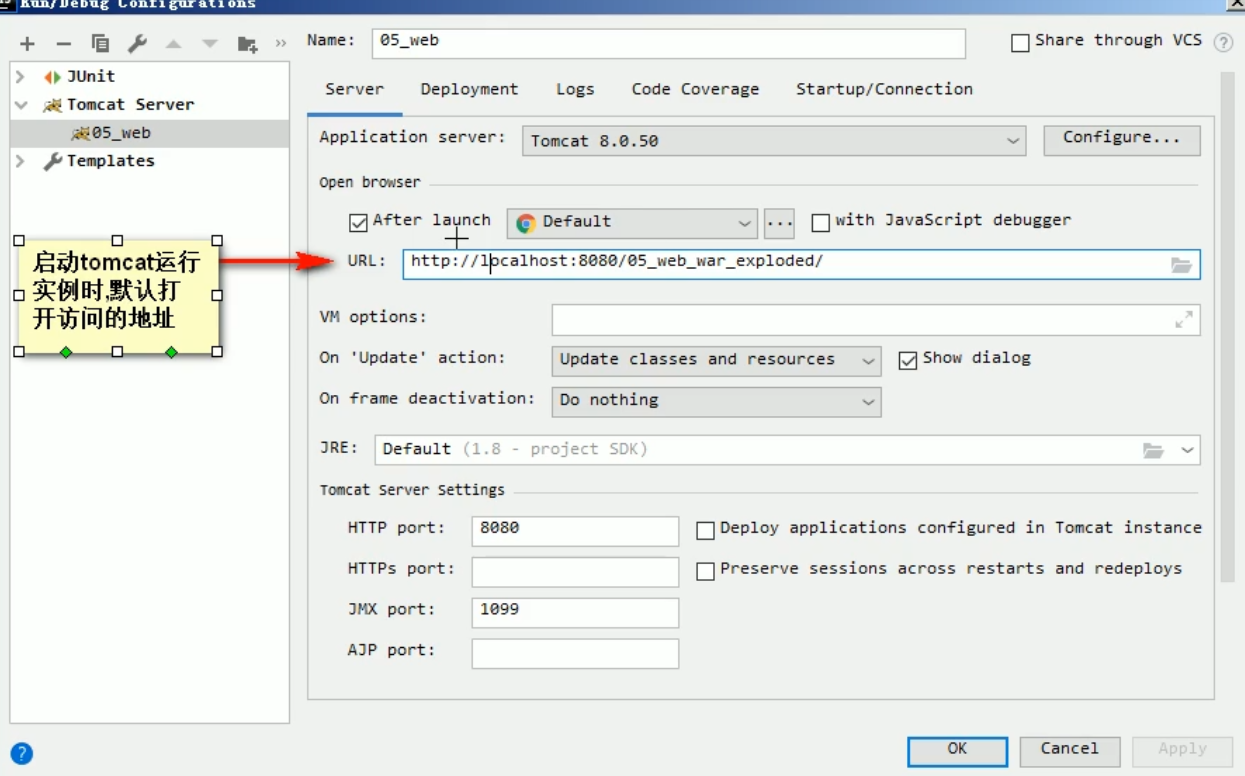 Run/Debug Configurations
Name: 05_web
Share through VCS ?
JUnit
Tomcat Server
05_web
Templates
Server Deployment Logs Code Coverage Startup/Connection
Application server: Tomcat 8.0.50 Configure...
Open browser
After launch Default ... with JavaScript debugger
URL: http://localhost:8080/05_web_war_exploded/
启动tomcat运行
实例时,默认打
开访问的地址
VM options:
On 'Update' action: Update classes and resources Show dialog
On frame deactivation: Do nothing
JRE: Default (1.8 - project SDK)
Tomcat Server Settings
HTTP port: 8080 Deploy applications configured in Tomcat instance
HTTPs port: Preserve sessions across restarts and redeploys
JMX port: 1099
AJP port:
? OK Cancel Apply